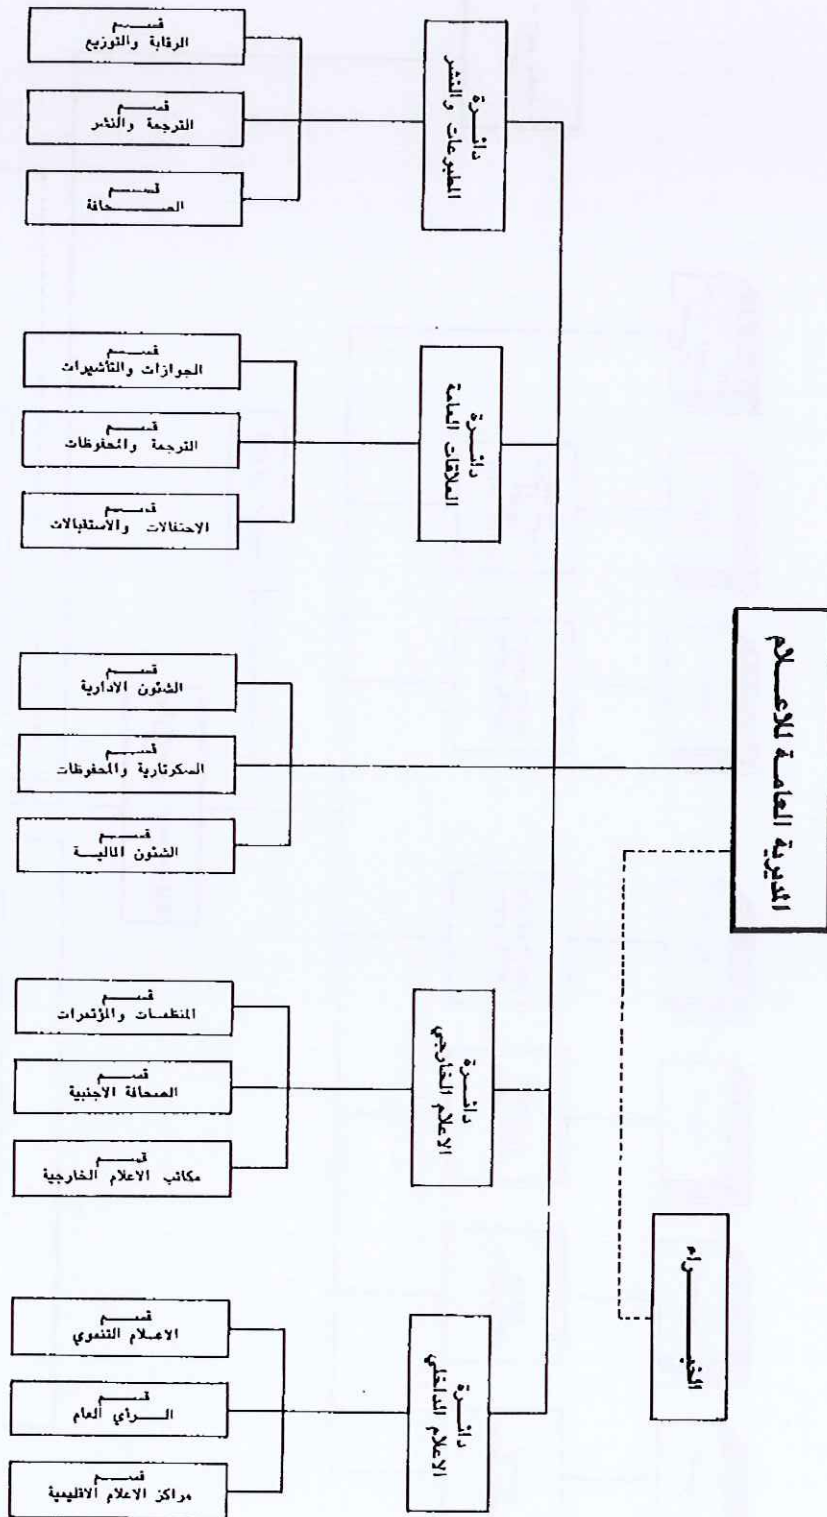 المديرية العامة للاعلام
الخبراء
دائرة
الاعلام الداخلي
قسم
الاعلام التنموي
قسم
الرأي العام
قسم
مراكز الاعلام الاقليمية
دائرة
الاعلام الخارجي
قسم
المنظمات والمؤتمرات
قسم
الصحافة الاجنبية
قسم
مكاتب الاعلام الخارجية
قسم
الشئون الادارية
قسم
السكرتارية والمحفوظات
قسم
الشئون المالية
دائرة
العلاقات العامة
قسم
الجوازات والتأشيرات
قسم
الترجمة والمحفوظات
قسم
الاحتفالات والاستقبالات
دائرة
المطبوعات والنشر
قسم
الرقابة والتوزيع
قسم
الترجمة والنشر
قسم
الصحافة